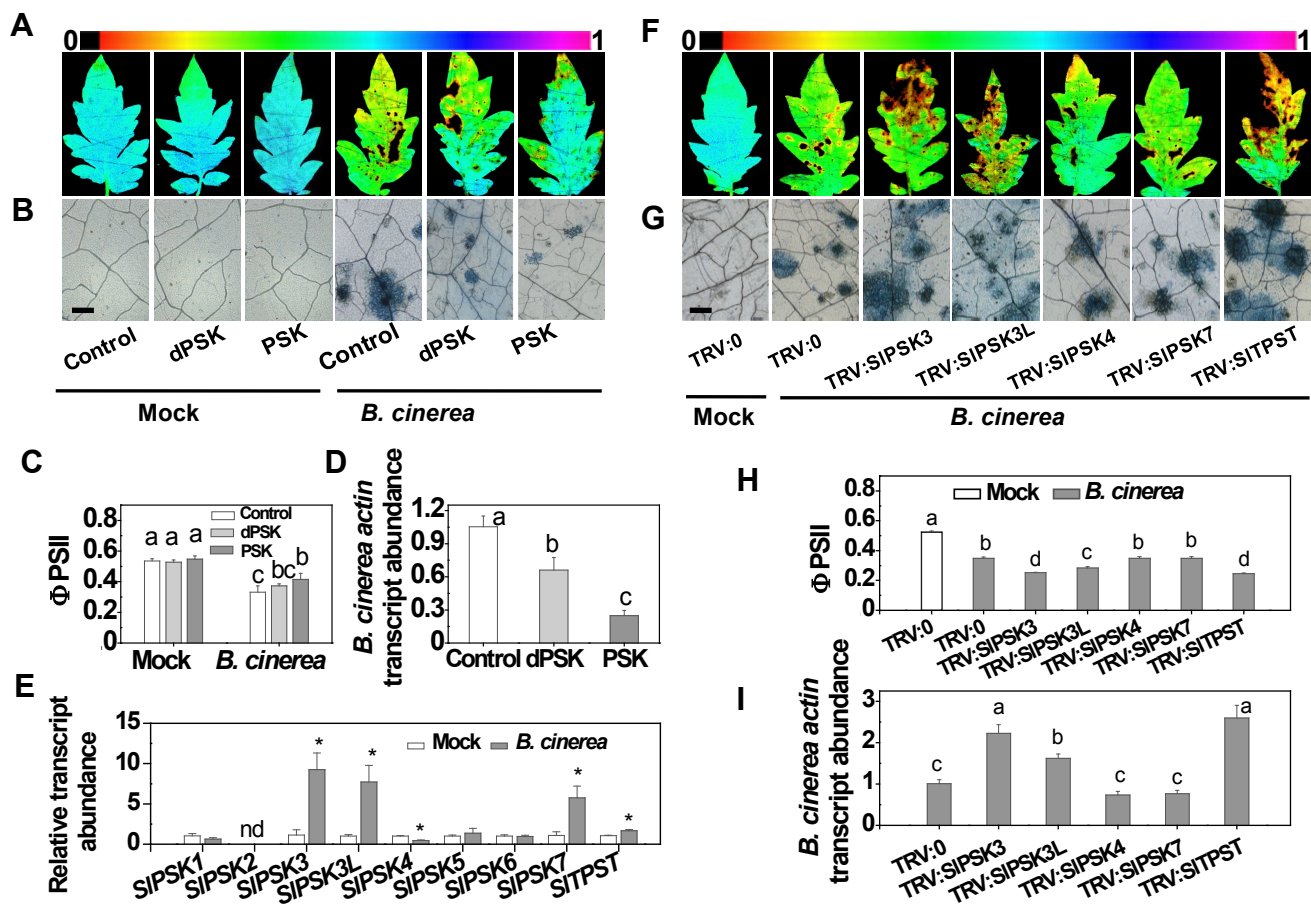 A
0 1
B
Control dPSK PSK Control dPSK PSK
Mock B. cinerea
C
ΦPSII
0.8
0.6
0.4
0.2
0
Control
dPSK
PSK
a a a c bc b
Mock B. cinerea
D
B. cinerea actin
transcript abundance
1.2
0.9
0.6
0.3
0
a b c
Control dPSK PSK
E
Relative transcript
abundance
15
10
5
0
Mock B. cinerea
nd * * * * *
SlPSK1 SlPSK2 SlPSK3 SlPSK3L SlPSK4 SlPSK5 SlPSK6 SlPSK7 SlTPST
F
0 1
G
TRV:0 TRV:0 TRV:SlPSK3 TRV:SlPSK3L TRV:SlPSK4 TRV:SlPSK7 TRV:SlTPST
Mock B. cinerea
H
ΦPSII
0.8
0.6
0.4
0.2
0
Mock B. cinerea
a b d c b b d
TRV:0 TRV:0 TRV:SlPSK3 TRV:SlPSK3L TRV:SlPSK4 TRV:SlPSK7 TRV:SlTPST
I
B. cinerea actin
transcript abundance
3
2
1
0
c a b c c a
TRV:0 TRV:SlPSK3 TRV:SlPSK3L TRV:SlPSK4 TRV:SlPSK7 TRV:SlTPST